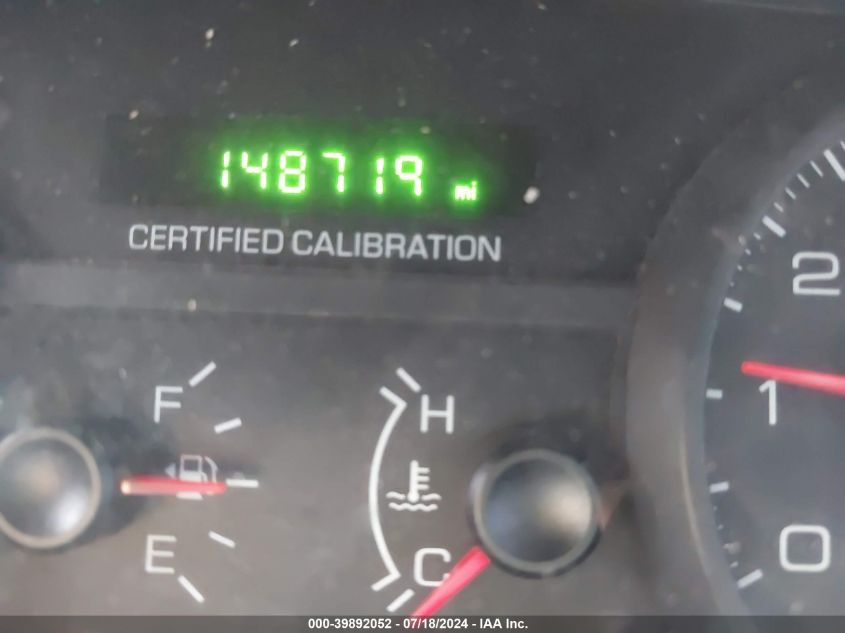 148719 mi
CERTIFIED CALIBRATION
2
F
H
1
E
C
0
000-39892052 - 07/18/2024 - IAA Inc.